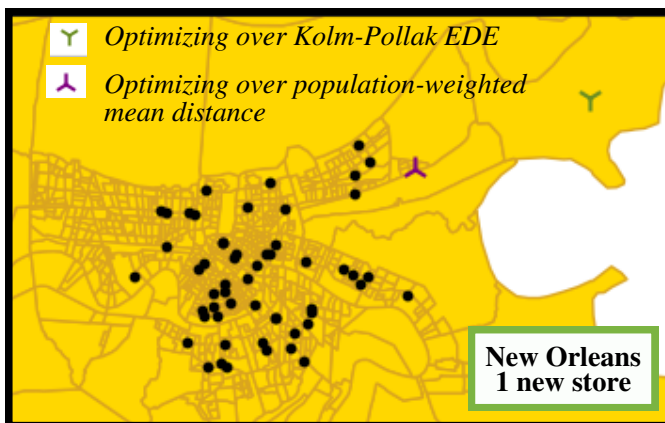 Optimizing over Kolm-Pollak EDE
Optimizing over population-weighted
mean distance
New Orleans
1 new store